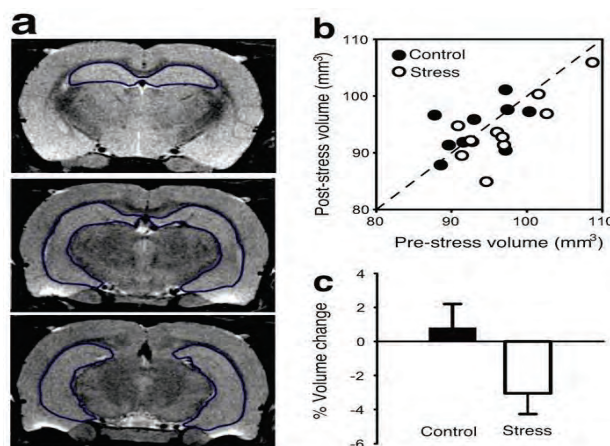 a
b
110
100
90
80
Post-stress volume (mm³)
Control
Stress
80 90 100 110
Pre-stress volume (mm³)
c
4
2
0
-2
-4
-6
% Volume change
Control Stress